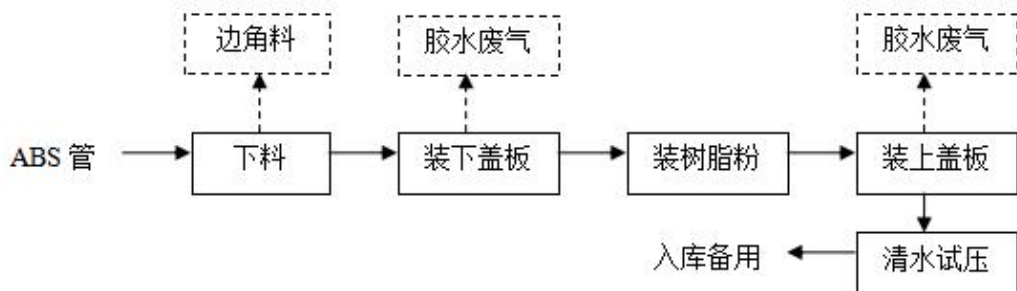 边角料
胶水废气
胶水废气
ABS 管
下料
装下盖板
装树脂粉
装上盖板
入库备用
清水试压